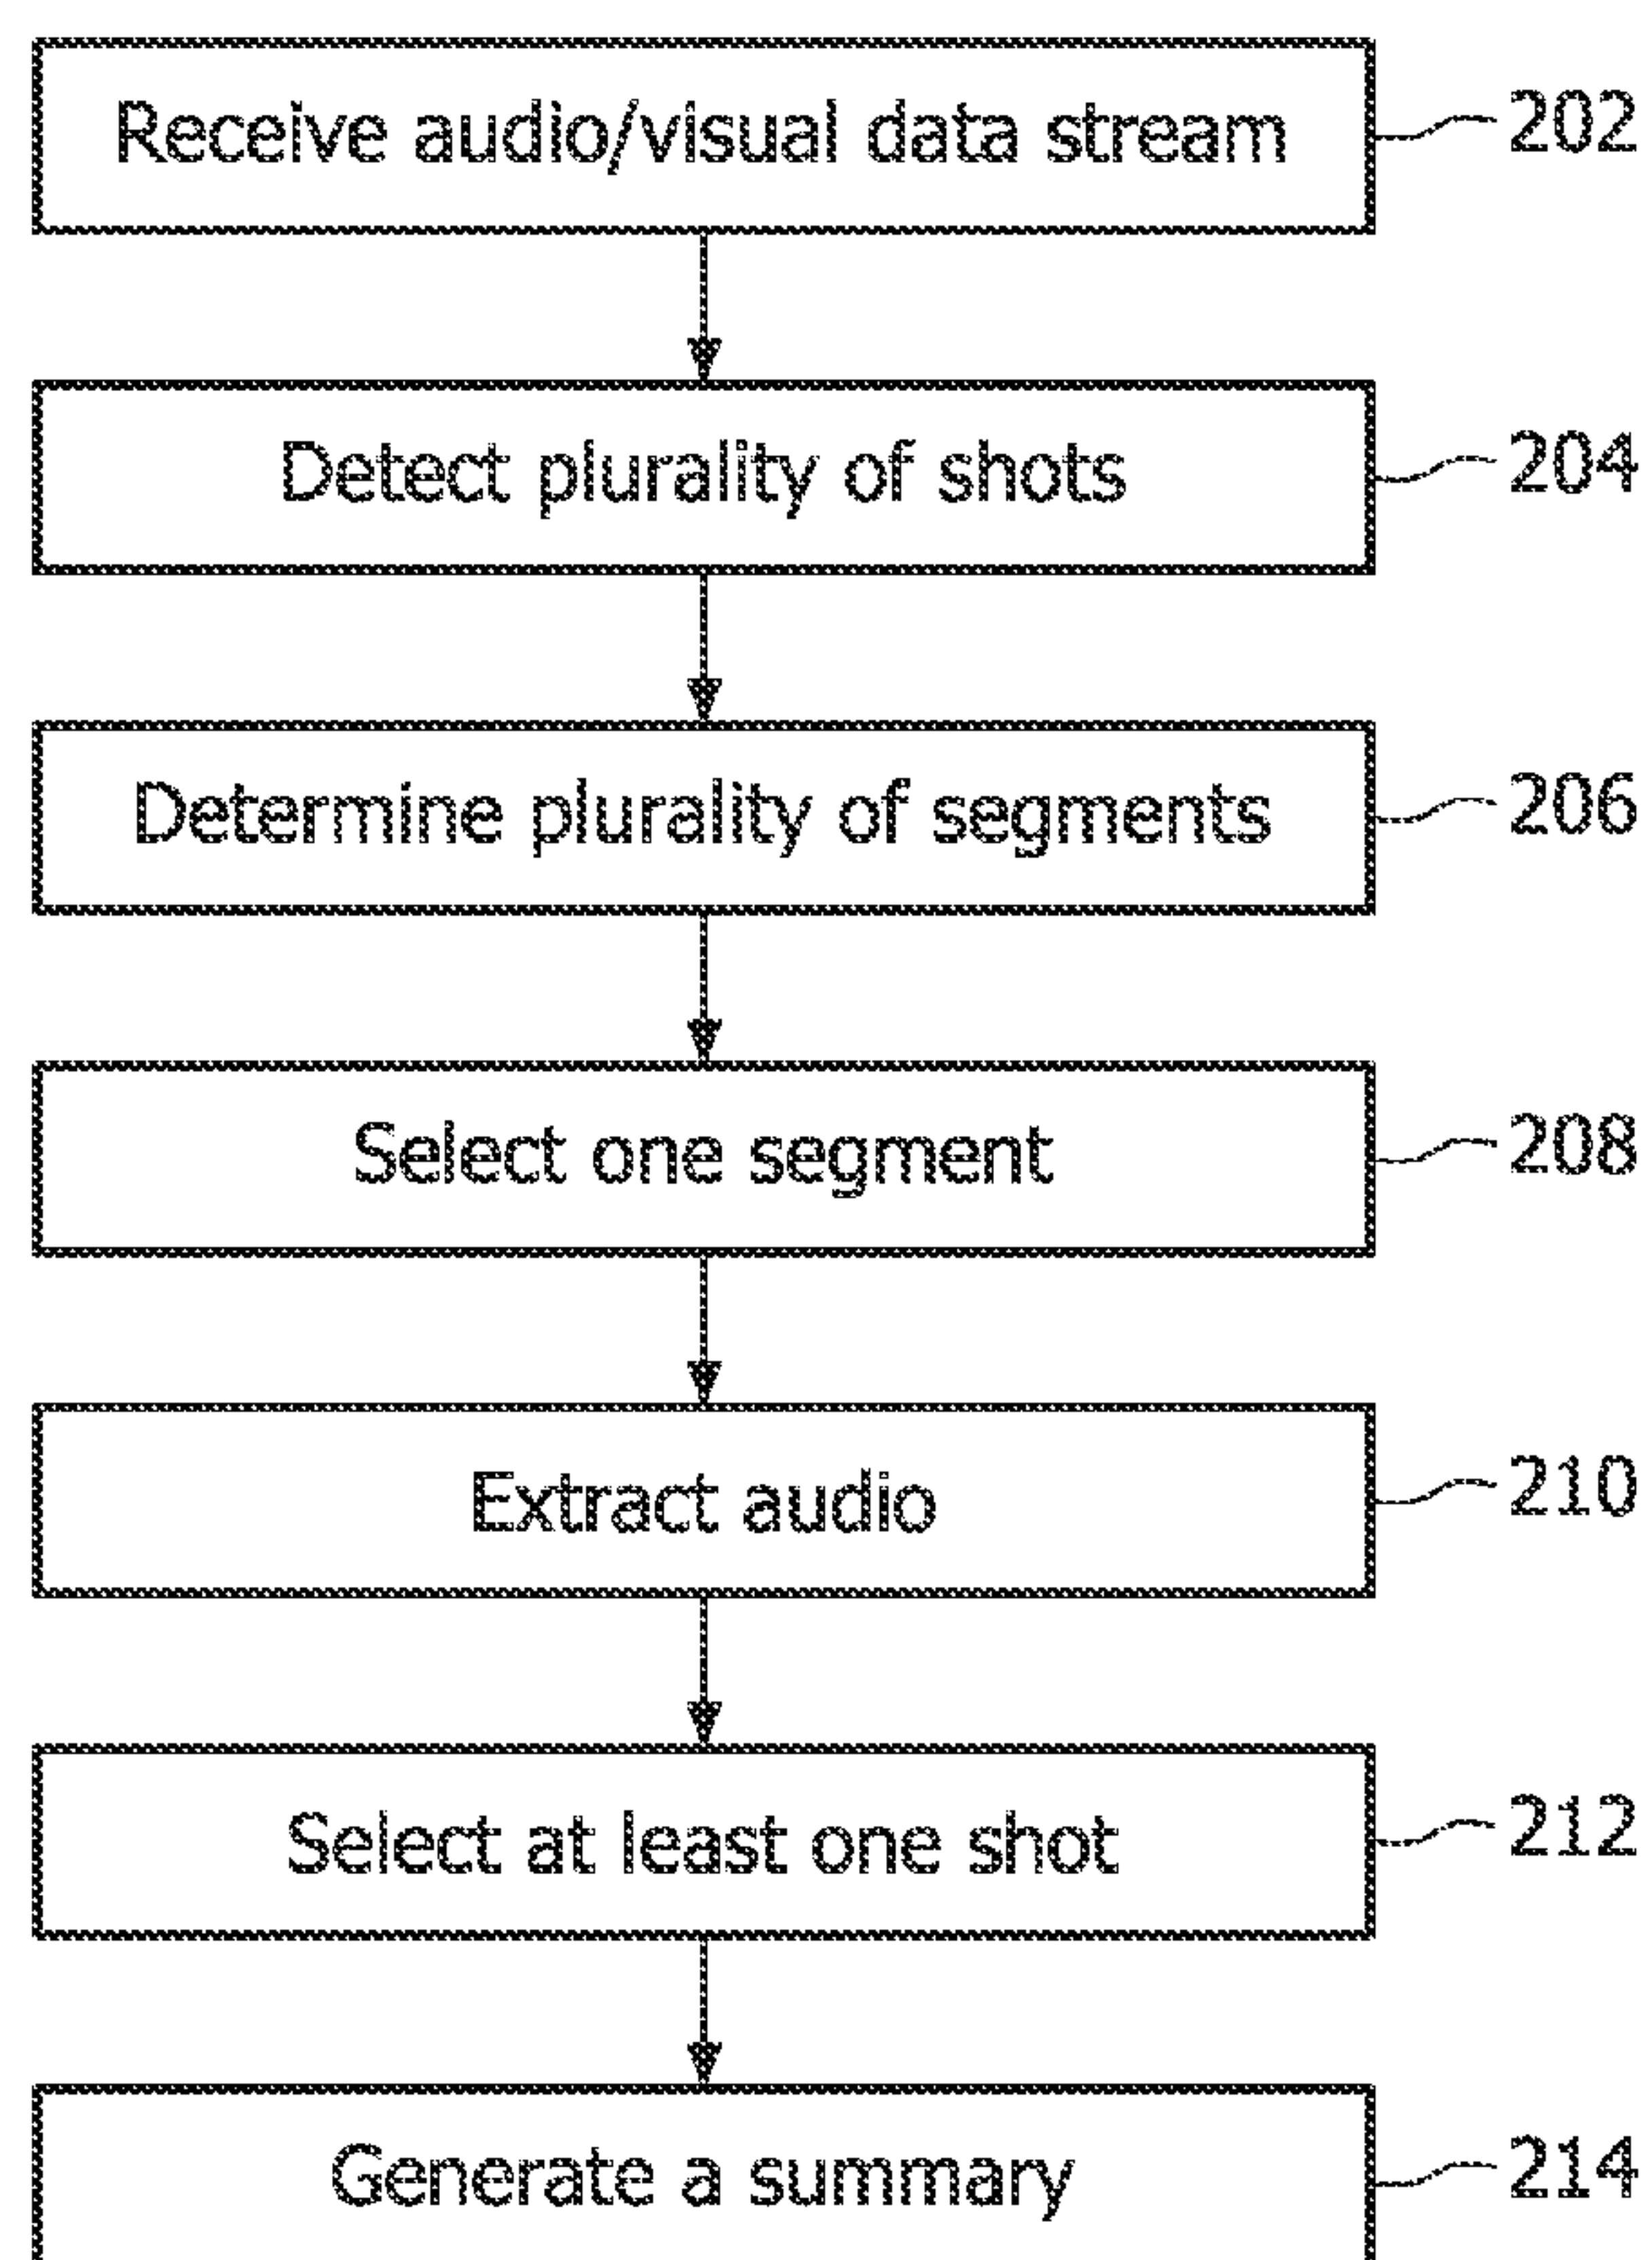 Receive audio/visual data stream 202
Detect plurality of shots 204
Determine plurality of segments 206
Select one segment 208
Extract audio 210
Select at least one shot 212
Generate a summary 214